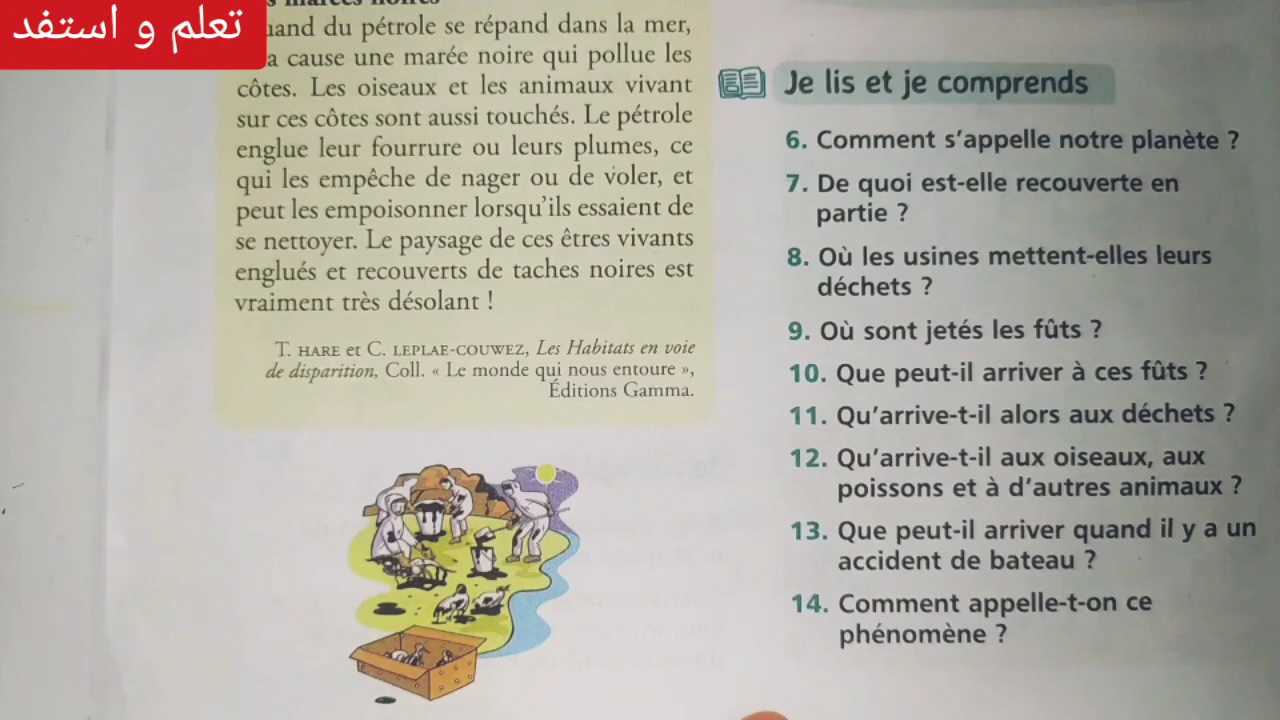 تعلم و استفد
marées noires
uand du pétrole se répand dans la mer,
a cause une marée noire qui pollue les
côtes. Les oiseaux et les animaux vivant
sur ces côtes sont aussi touchés. Le pétrole
englue leur fourrure ou leurs plumes, ce
qui les empêche de nager ou de voler, et
peut les empoisonner lorsqu'ils essaient de
se nettoyer. Le paysage de ces êtres vivants
englués et recouverts de taches noires est
vraiment très désolant !
T. HARE et C. LEPLAE-COUWEZ, Les Habitats en voie
de disparition, Coll. « Le monde qui nous entoure »,
Éditions Gamma.
Je lis et je comprends
6. Comment s'appelle notre planète ?
7. De quoi est-elle recouverte en
partie ?
8. Où les usines mettent-elles leurs
déchets ?
9. Où sont jetés les fûts ?
10. Que peut-il arriver à ces fûts ?
11. Qu'arrive-t-il alors aux déchets ?
12. Qu'arrive-t-il aux oiseaux, aux
poissons et à d'autres animaux ?
13. Que peut-il arriver quand il y a un
accident de bateau ?
14. Comment appelle-t-on ce
phénomène ?